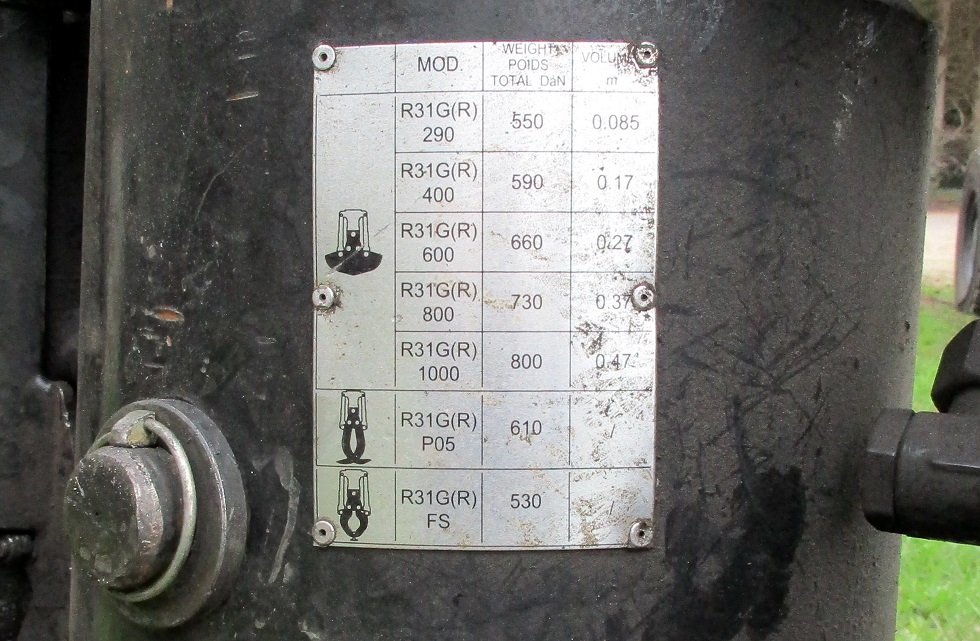 MOD. WEIGHT POIDS TOTAL DaN VOLUME m
R31G(R) 290 550 0.085
R31G(R) 400 590 0.17
R31G(R) 600 660 0.27
R31G(R) 800 730 0.37
R31G(R) 1000 800 0.47
R31G(R) P05 610 /
R31G(R) FS 530 /